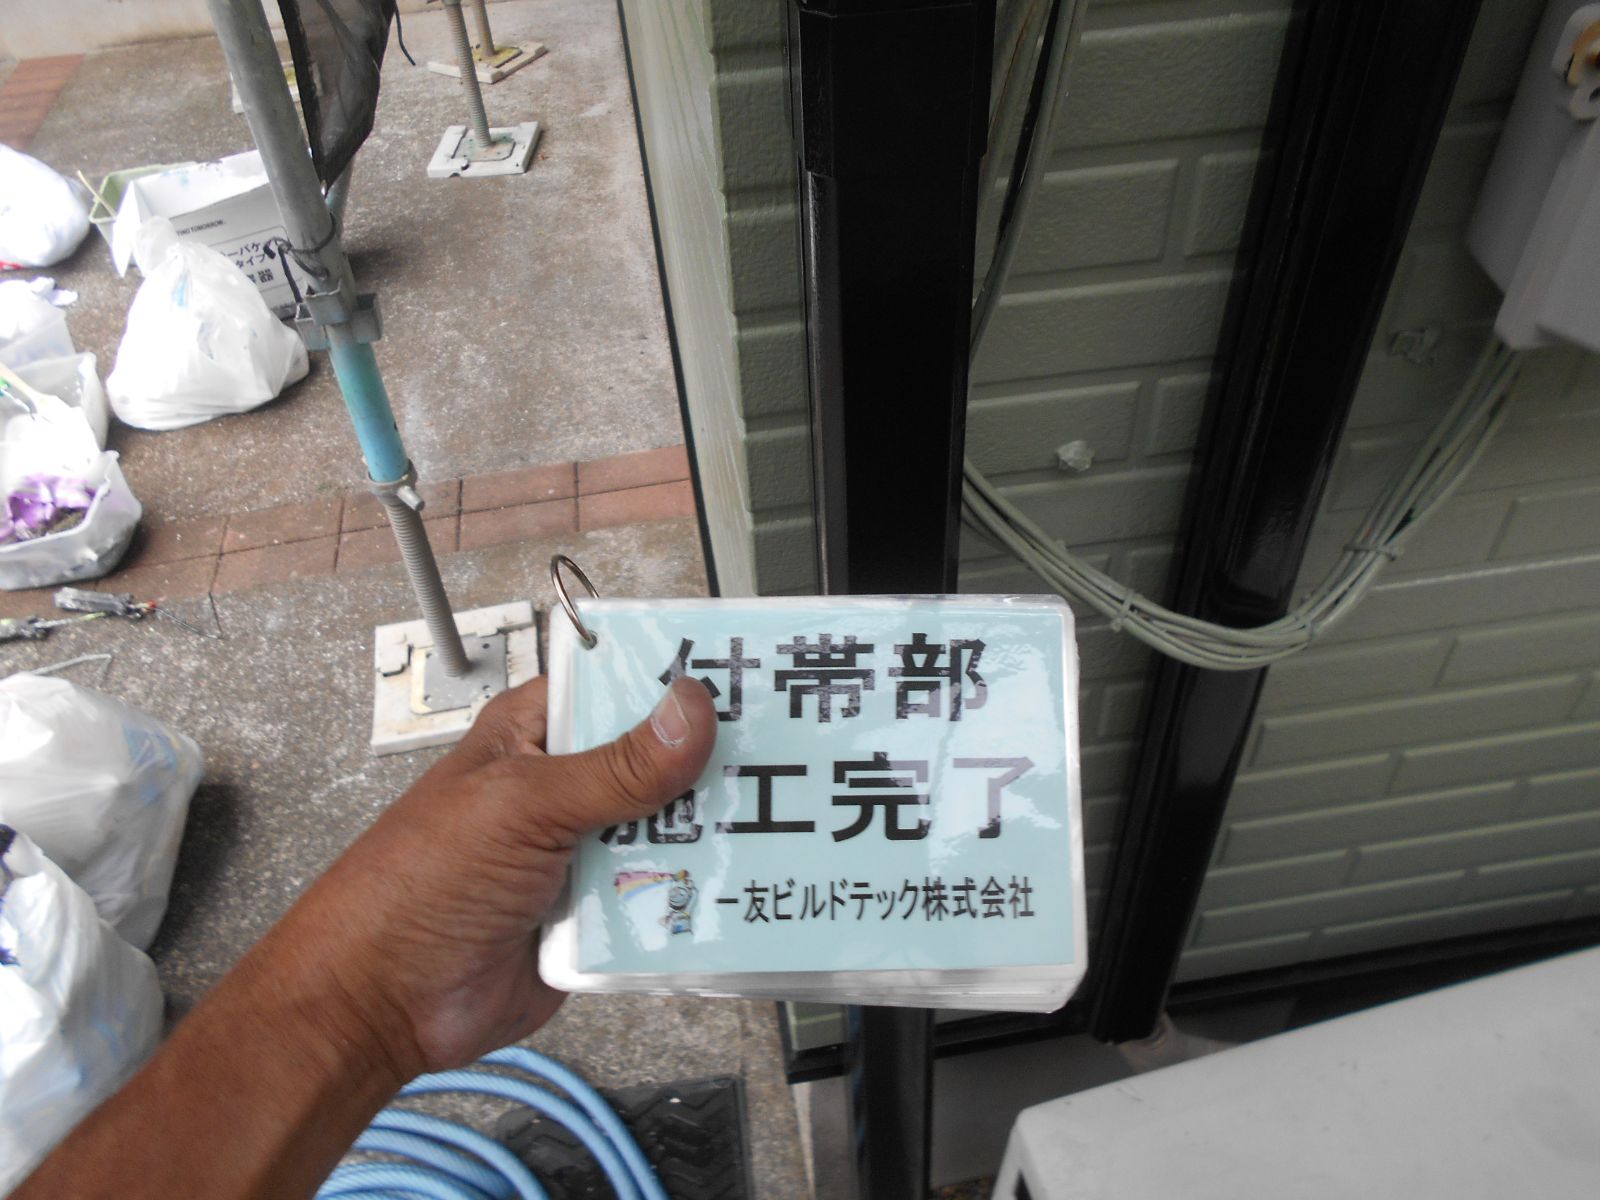 付帯部
施工完了
一友ビルドテック株式会社